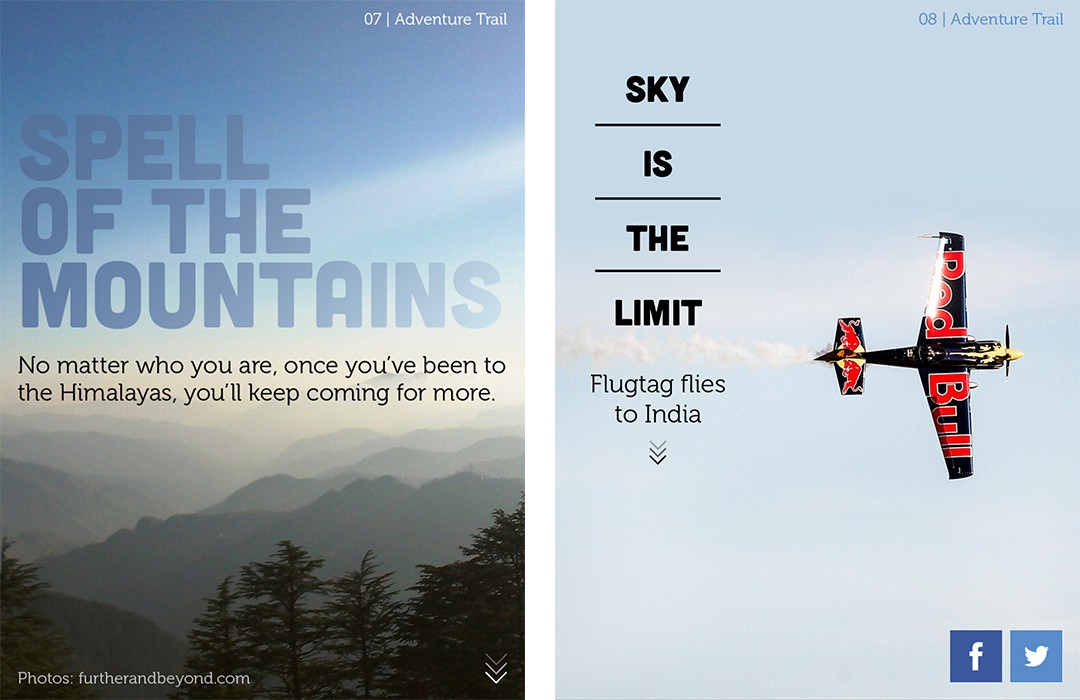 07 | Adventure Trail
SPELL
OF THE
MOUNTAINS
No matter who you are, once you've been to
the Himalayas, you'll keep coming for more.
Photos: furtherandbeyond.com
08 | Adventure Trail
SKY
IS
THE
LIMIT
Flugtag flies
to India
Red Bull
f